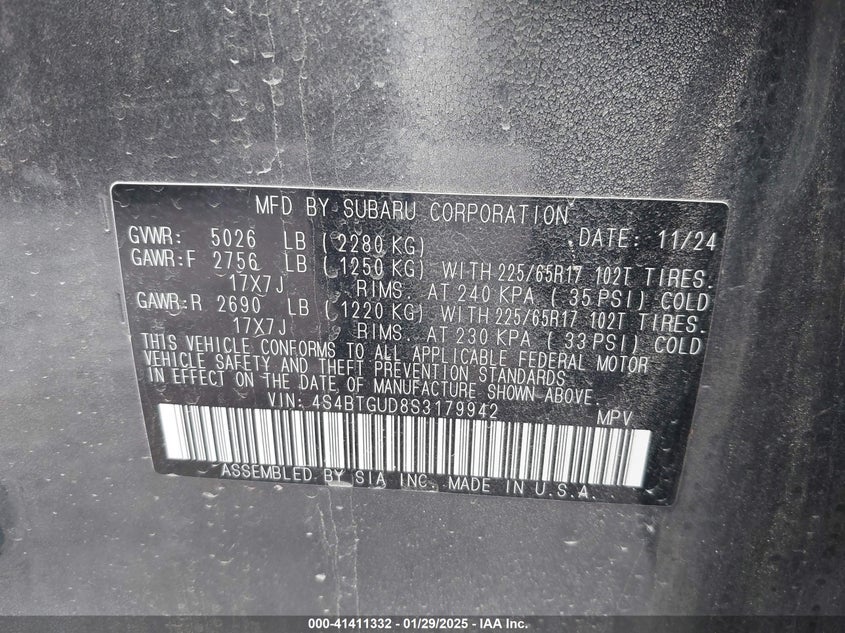 MFD BY SUBARU CORPORATION
GVWR: 5026 LB (2280 KG) DATE: 11/24
GAWR:F 2756 LB (1250 KG) WITH 225/65R17 102T TIRES.
17X7J RIMS. AT 240 KPA (35PSI) COLD
GAWR:R 2690 LB (1220 KG) WITH 225/65R17 102T TIRES.
17X7J RIMS. AT 230 KPA (33PSI) COLD
THIS VEHICLE CONFORMS TO ALL APPLICABLE FEDERAL MOTOR
VEHICLE SAFETY AND THEFT PREVENTION STANDARDS
IN EFFECT ON THE DATE OF MANUFACTURE SHOWN ABOVE.
VIN: 4S4BTGUD8S3179942 MPV
ASSEMBLED BY SIA INC. MADE IN U.S.A.
000-41411332 - 01/29/2025 - IAA Inc.